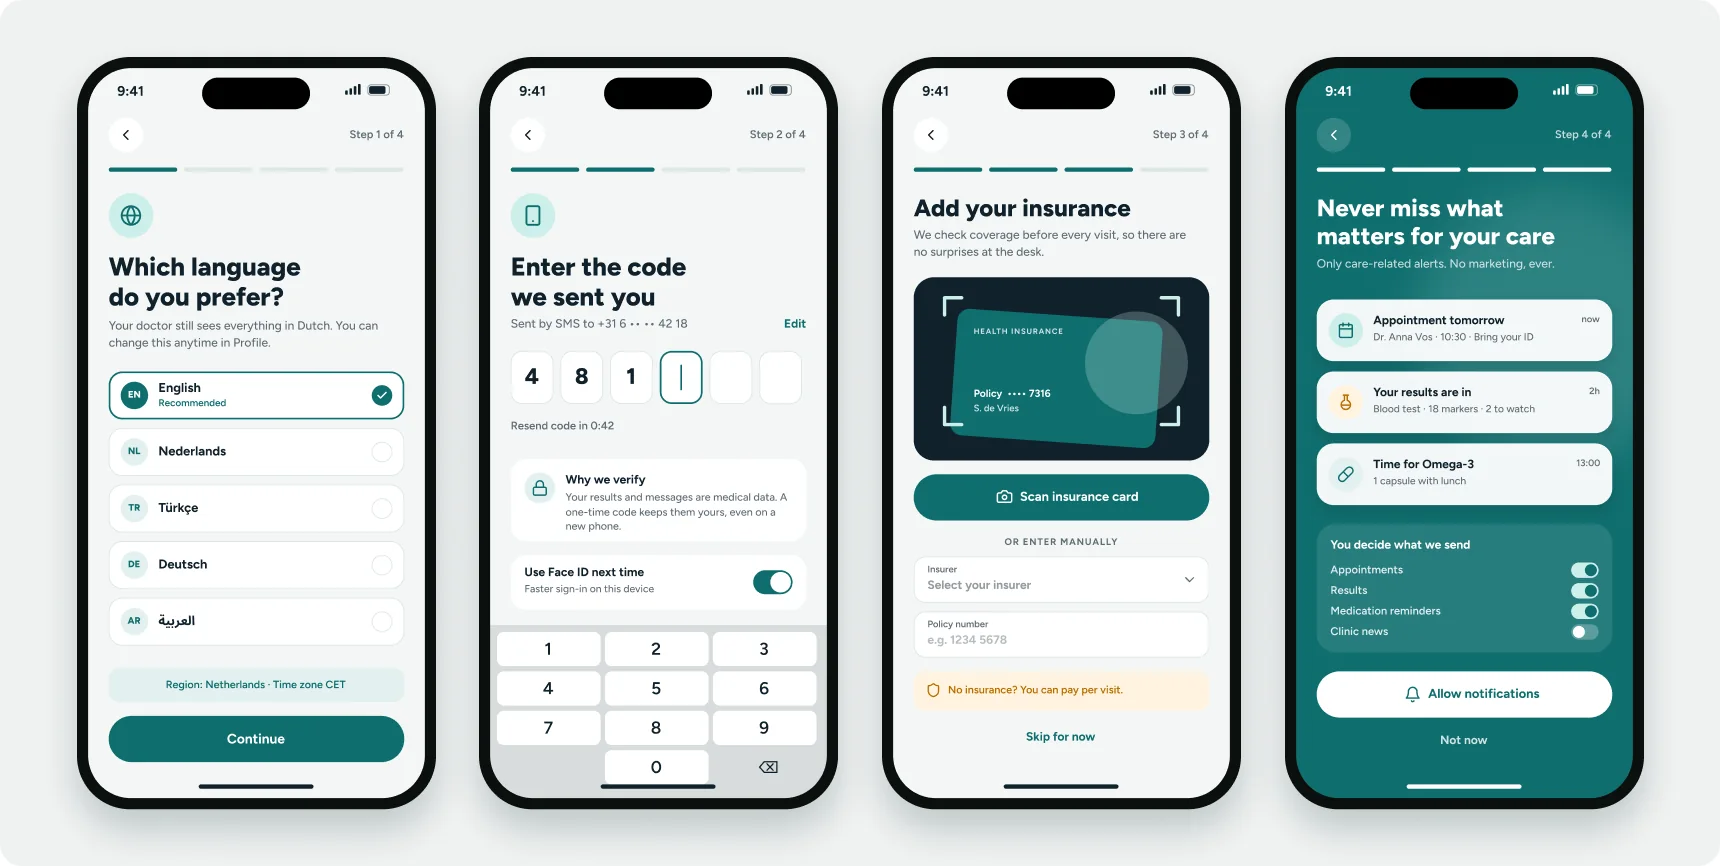 9:41
Step 1 of 4
Which language
do you prefer?
Your doctor still sees everything in Dutch. You can
change this anytime in Profile.
EN
English
Recommended
NL
Nederlands
TR
Türkçe
DE
Deutsch
AR
العربية
Region: Netherlands · Time zone CET
Continue
9:41
Step 2 of 4
Enter the code
we sent you
Sent by SMS to +31 6 •• •• 42 18
Edit
4 8 1
Resend code in 0:42
Why we verify
Your results and messages are medical data. A
one-time code keeps them yours, even on a
new phone.
Use Face ID next time
Faster sign-in on this device
1 2 3
4 5 6
7 8 9
0
9:41
Step 3 of 4
Add your insurance
We check coverage before every visit, so there are
no surprises at the desk.
HEALTH INSURANCE
Policy •••• 7316
S. de Vries
Scan insurance card
OR ENTER MANUALLY
Insurer
Select your insurer
Policy number
e.g. 1234 5678
No insurance? You can pay per visit.
Skip for now
9:41
Step 4 of 4
Never miss what
matters for your care
Only care-related alerts. No marketing, ever.
Appointment tomorrow
now
Dr. Anna Vos · 10:30 · Bring your ID
Your results are in
2h
Blood test · 18 markers · 2 to watch
Time for Omega-3
13:00
1 capsule with lunch
You decide what we send
Appointments
Results
Medication reminders
Clinic news
Allow notifications
Not now